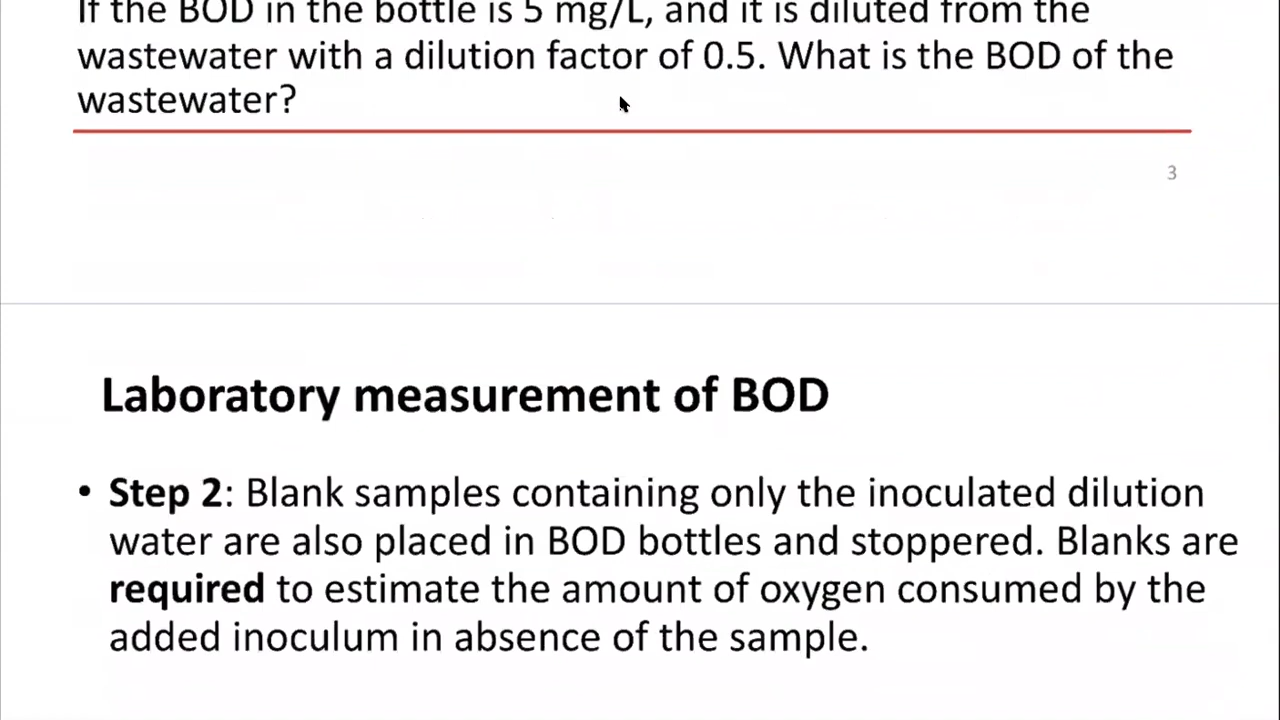 If the BOD in the bottle is 5 mg/L, and it is diluted from the
wastewater with a dilution factor of 0.5. What is the BOD of the
wastewater?
3
Laboratory measurement of BOD
• Step 2: Blank samples containing only the inoculated dilution
water are also placed in BOD bottles and stoppered. Blanks are
required to estimate the amount of oxygen consumed by the
added inoculum in absence of the sample.